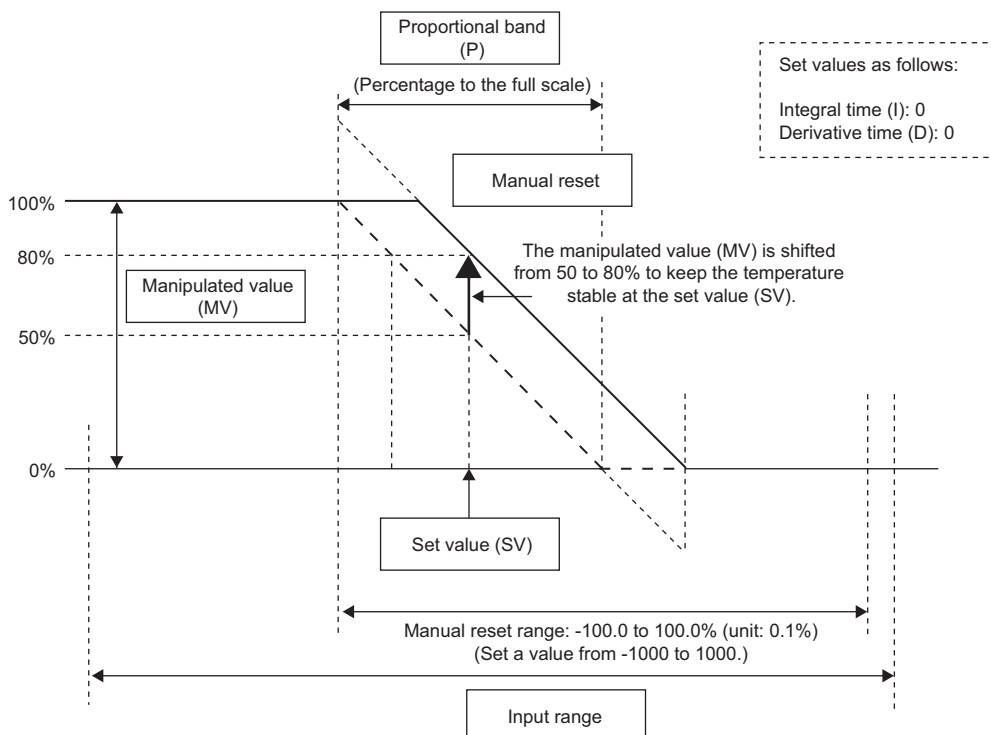 Proportional band
(P)
(Percentage to the full scale)
Set values as follows:
Integral time (I): 0
Derivative time (D): 0
Manual reset
100%
80%
50%
0%
Manipulated value
(MV)
The manipulated value (MV) is shifted
from 50 to 80% to keep the temperature
stable at the set value (SV).
Set value (SV)
Manual reset range: -100.0 to 100.0% (unit: 0.1%)
(Set a value from -1000 to 1000.)
Input range